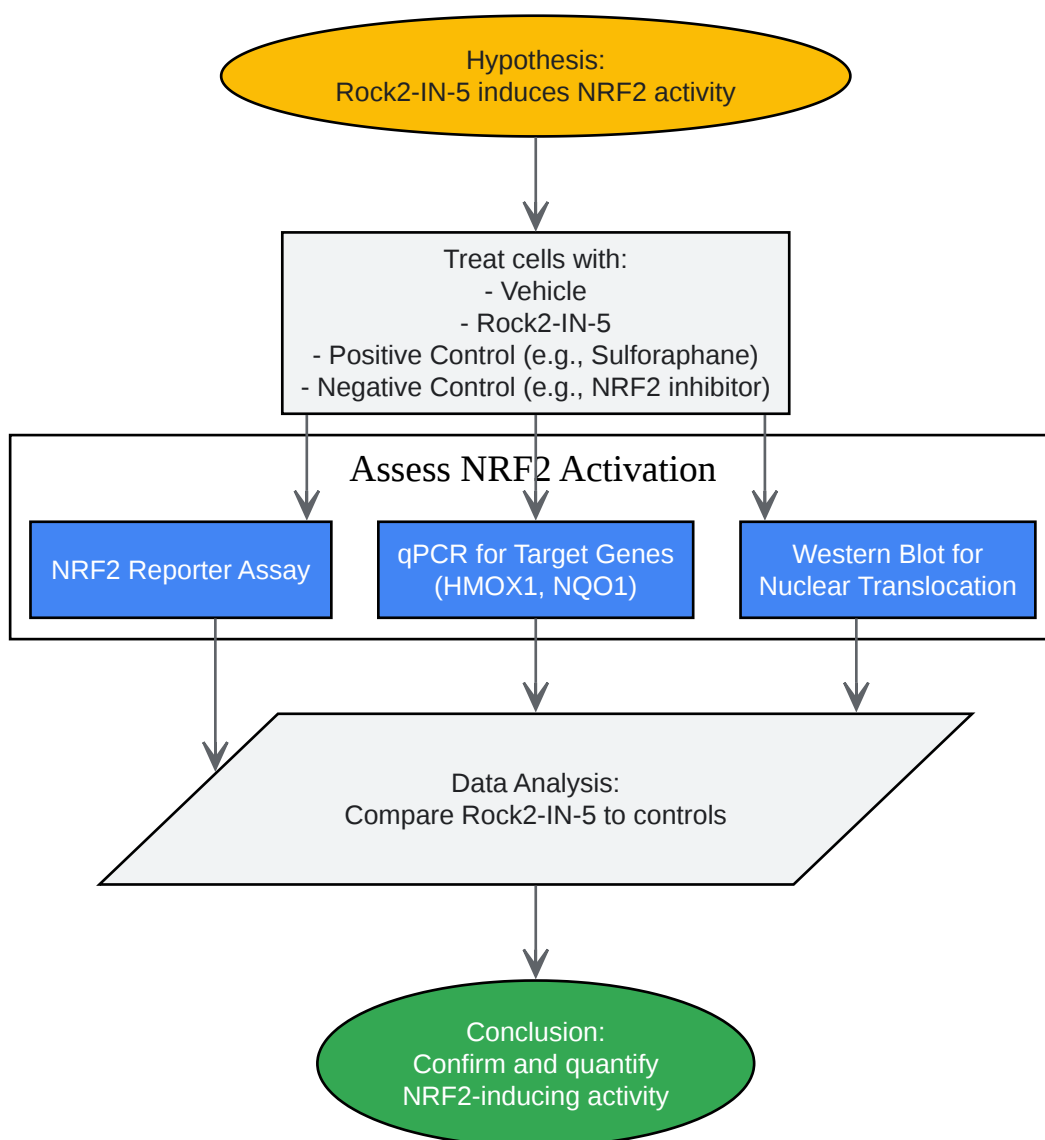 Hypothesis:
Rock2-IN-5 induces NRF2 activity
Treat cells with:
- Vehicle
- Rock2-IN-5
- Positive Control (e.g., Sulforaphane)
- Negative Control (e.g., NRF2 inhibitor)
Assess NRF2 Activation
NRF2 Reporter Assay
qPCR for Target Genes
(HMOX1, NQO1)
Western Blot for
Nuclear Translocation
Data Analysis:
Compare Rock2-IN-5 to controls
Conclusion:
Confirm and quantify
NRF2-inducing activity